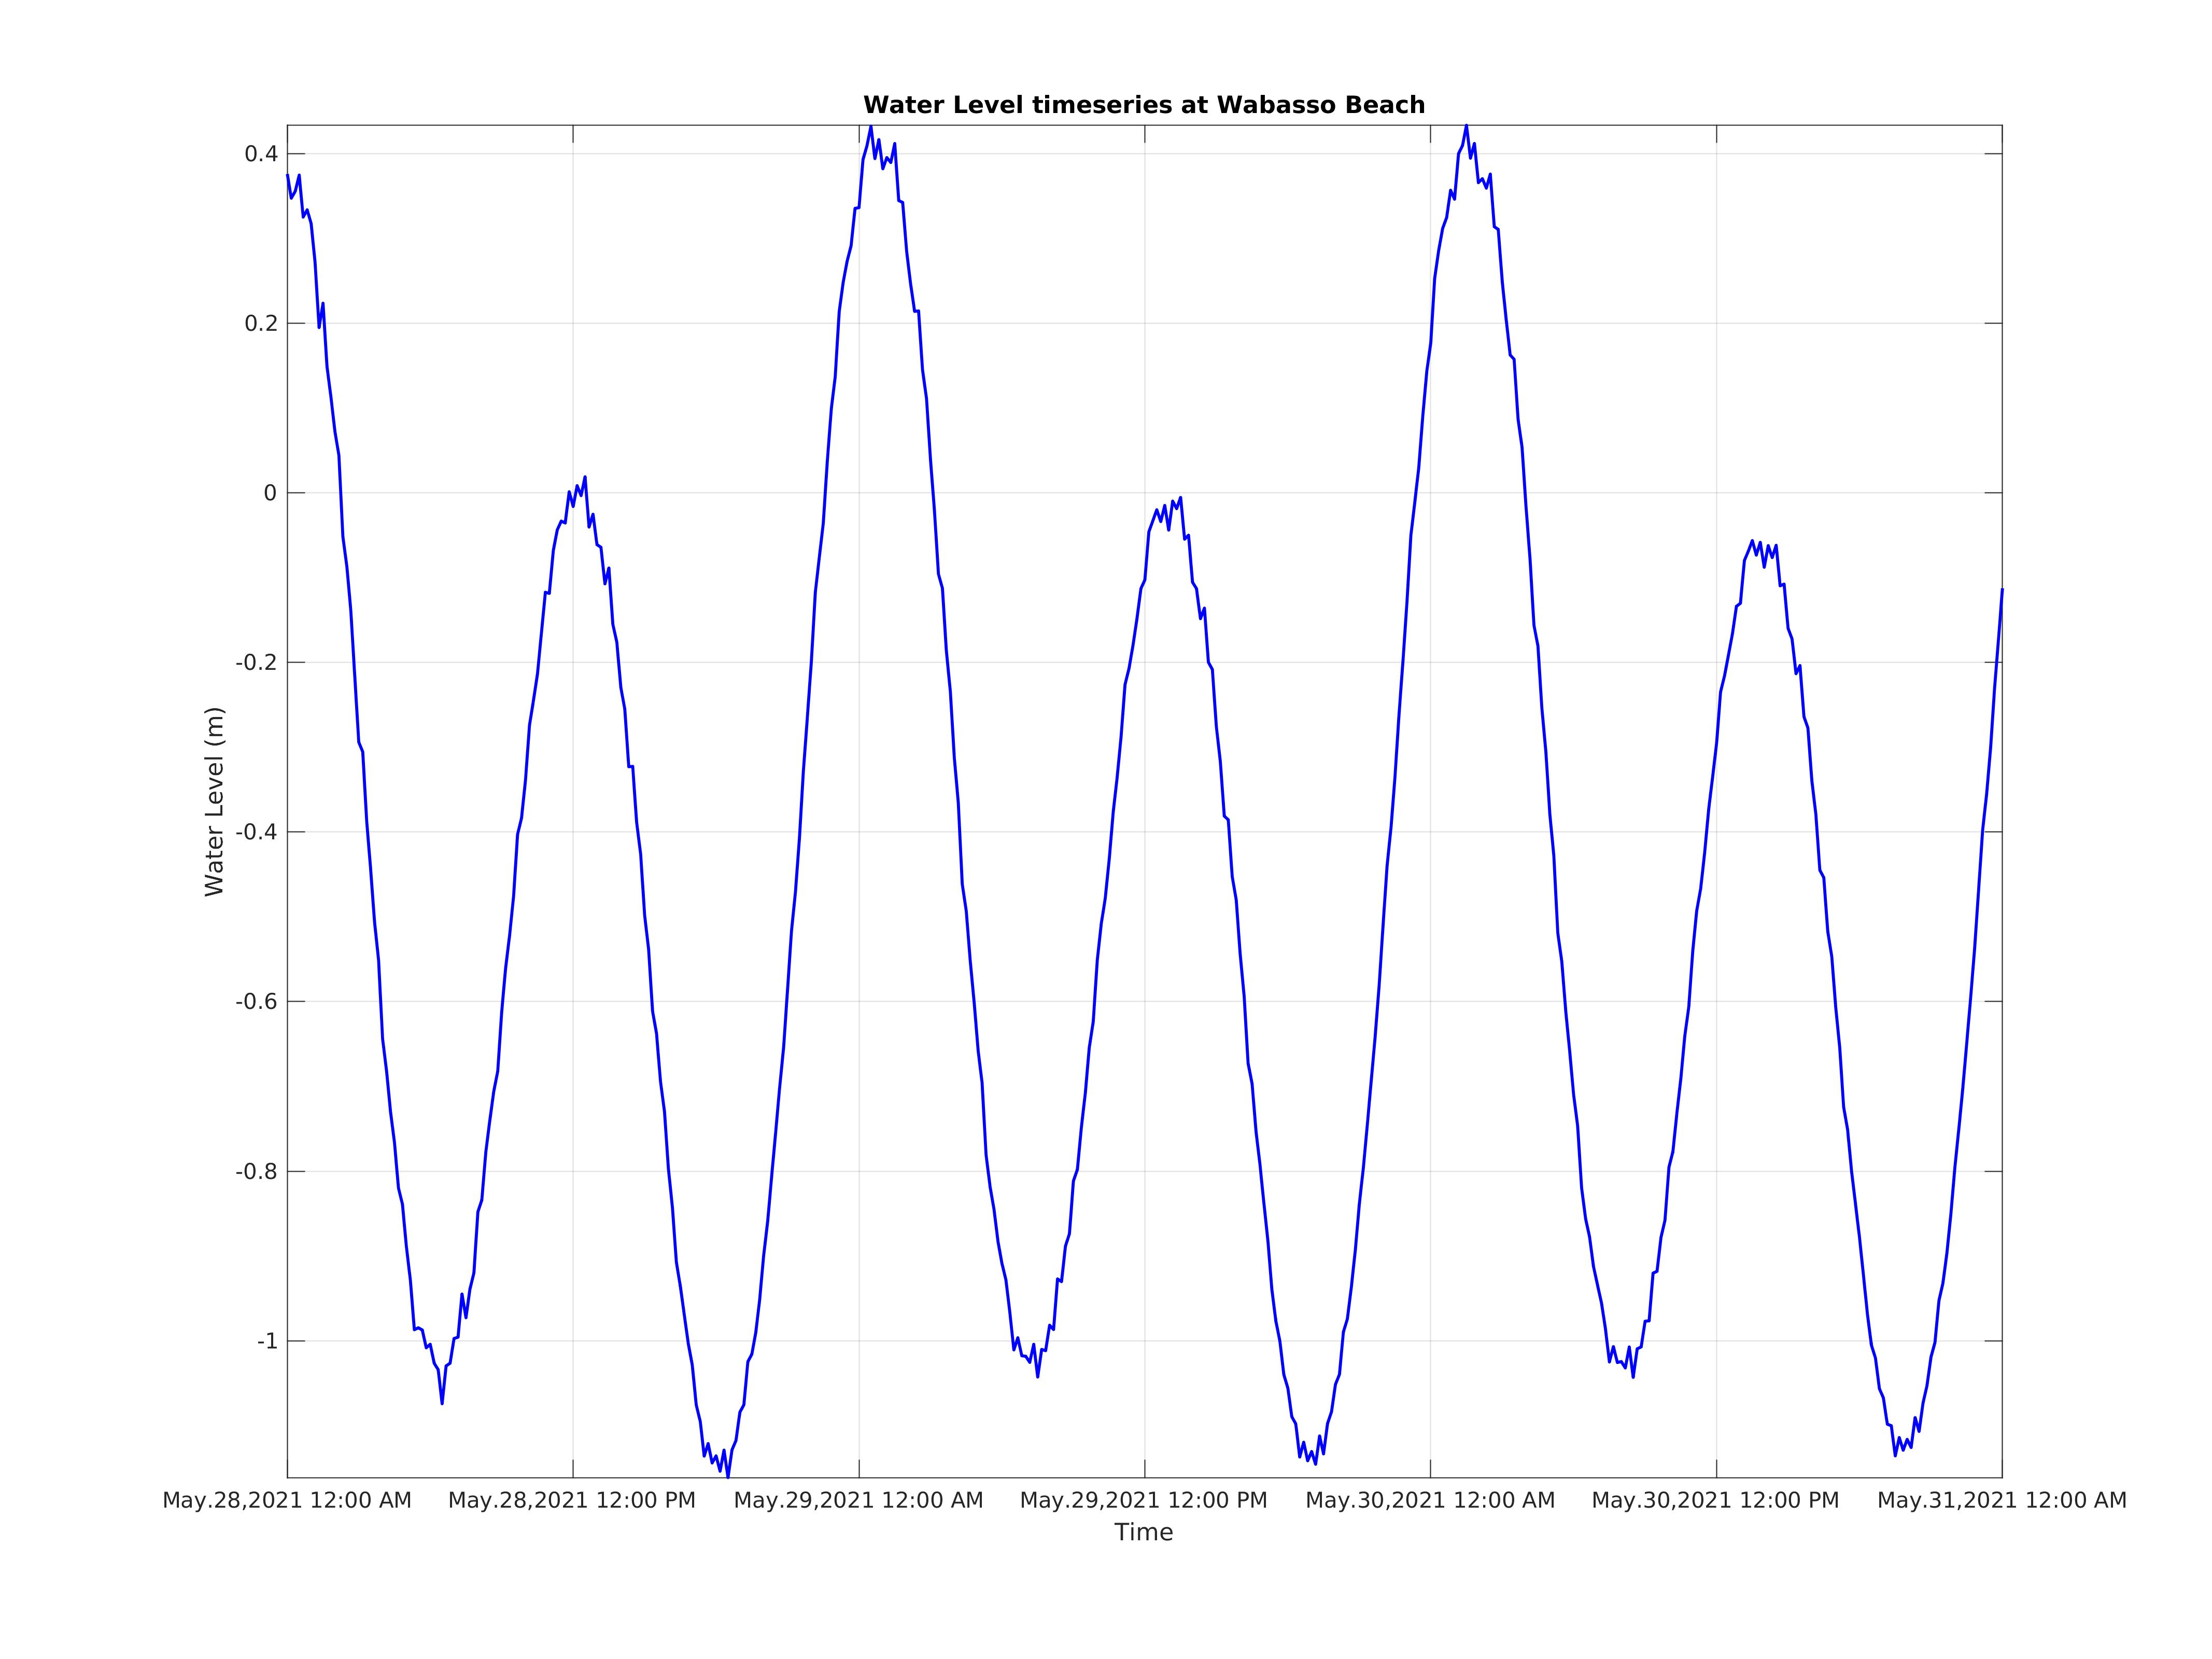 Water Level timeseries at Wabasso Beach
0.4
0.2
0
-0.2
-0.4
-0.6
-0.8
-1
Water Level (m)
May.28,2021 12:00 AM May.28,2021 12:00 PM May.29,2021 12:00 AM May.29,2021 12:00 PM May.30,2021 12:00 AM May.30,2021 12:00 PM May.31,2021 12:00 AM
Time